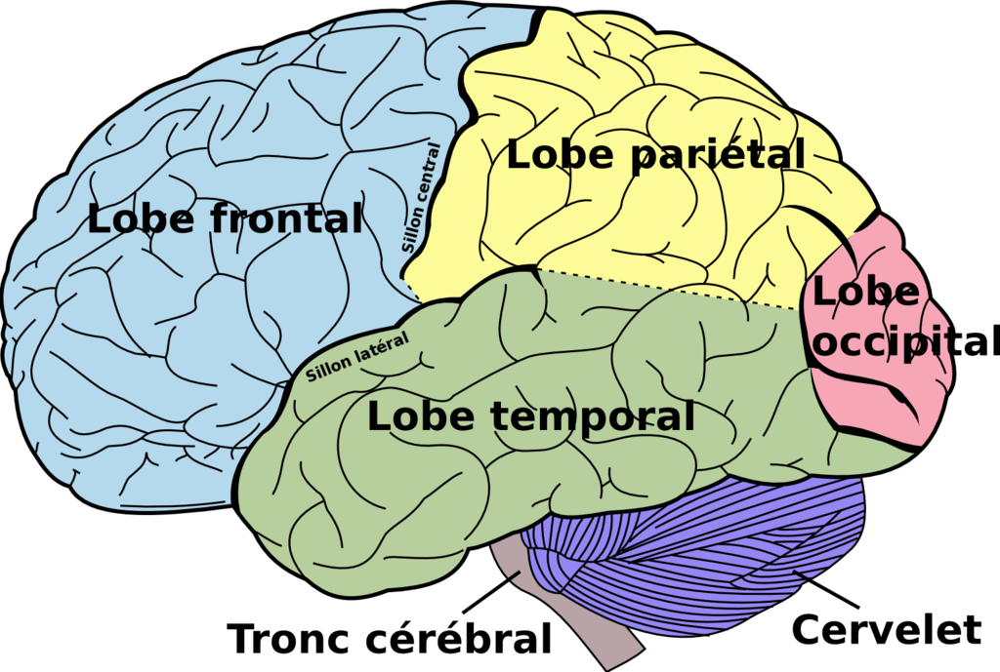 Lobe pariétal
Sillon central
Lobe frontal
Lobe
occipital
Sillon latéral
Lobe temporal
Tronc cérébral
Cervelet